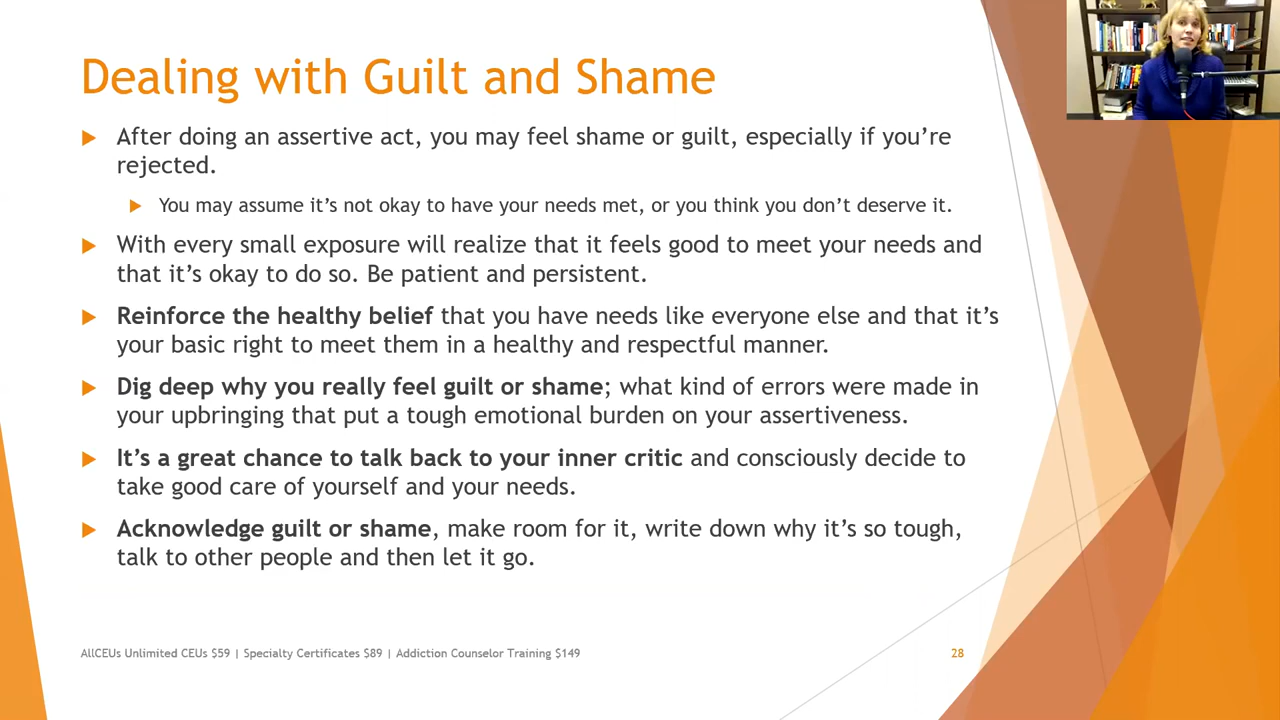 Dealing with Guilt and Shame
After doing an assertive act, you may feel shame or guilt, especially if you're
rejected.
You may assume it's not okay to have your needs met, or you think you don't deserve it.
With every small exposure will realize that it feels good to meet your needs and
that it's okay to do so. Be patient and persistent.
Reinforce the healthy belief that you have needs like everyone else and that it's
your basic right to meet them in a healthy and respectful manner.
Dig deep why you really feel guilt or shame; what kind of errors were made in
your upbringing that put a tough emotional burden on your assertiveness.
It's a great chance to talk back to your inner critic and consciously decide to
take good care of yourself and your needs.
Acknowledge guilt or shame, make room for it, write down why it's so tough,
talk to other people and then let it go.
AllCEUs Unlimited CEUs $59 | Specialty Certificates $89 | Addiction Counselor Training $149
28